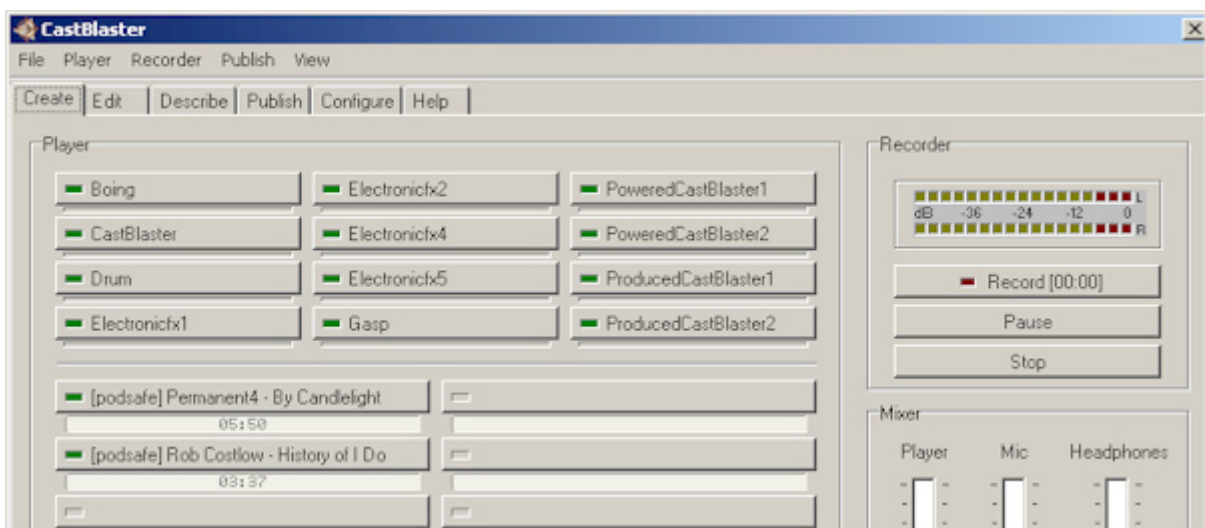 CastBlaster
File Player Recorder Publish View
Create Edit Describe Publish Configure Help
Player
Boing Electronicfx2 PoweredCastBlaster1
CastBlaster Electronicfx4 PoweredCastBlaster2
Drum Electronicfx5 ProducedCastBlaster1
Electronicfx1 Gasp ProducedCastBlaster2
[podsafe] Permanent4 - By Candlelight
05:50
[podsafe] Rob Costlow - History of I Do
03:37
Recorder
L
dB -36 -24 -12 0
R
Record [00:00]
Pause
Stop
Mixer
Player Mic Headphones